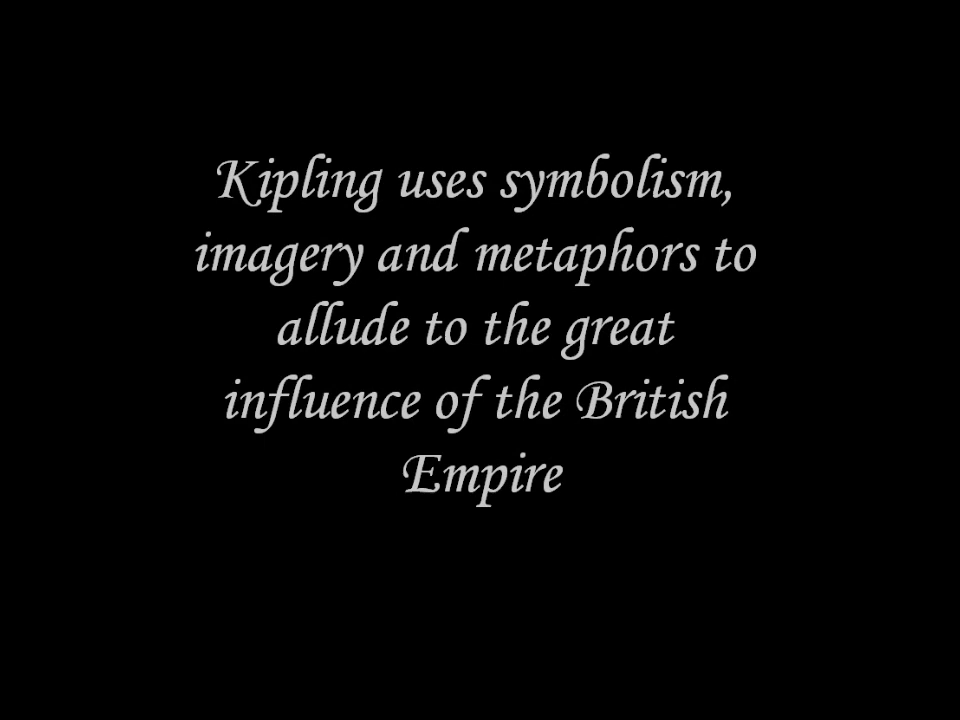 Kipling uses symbolism,
imagery and metaphors to
allude to the great
influence of the British
Empire